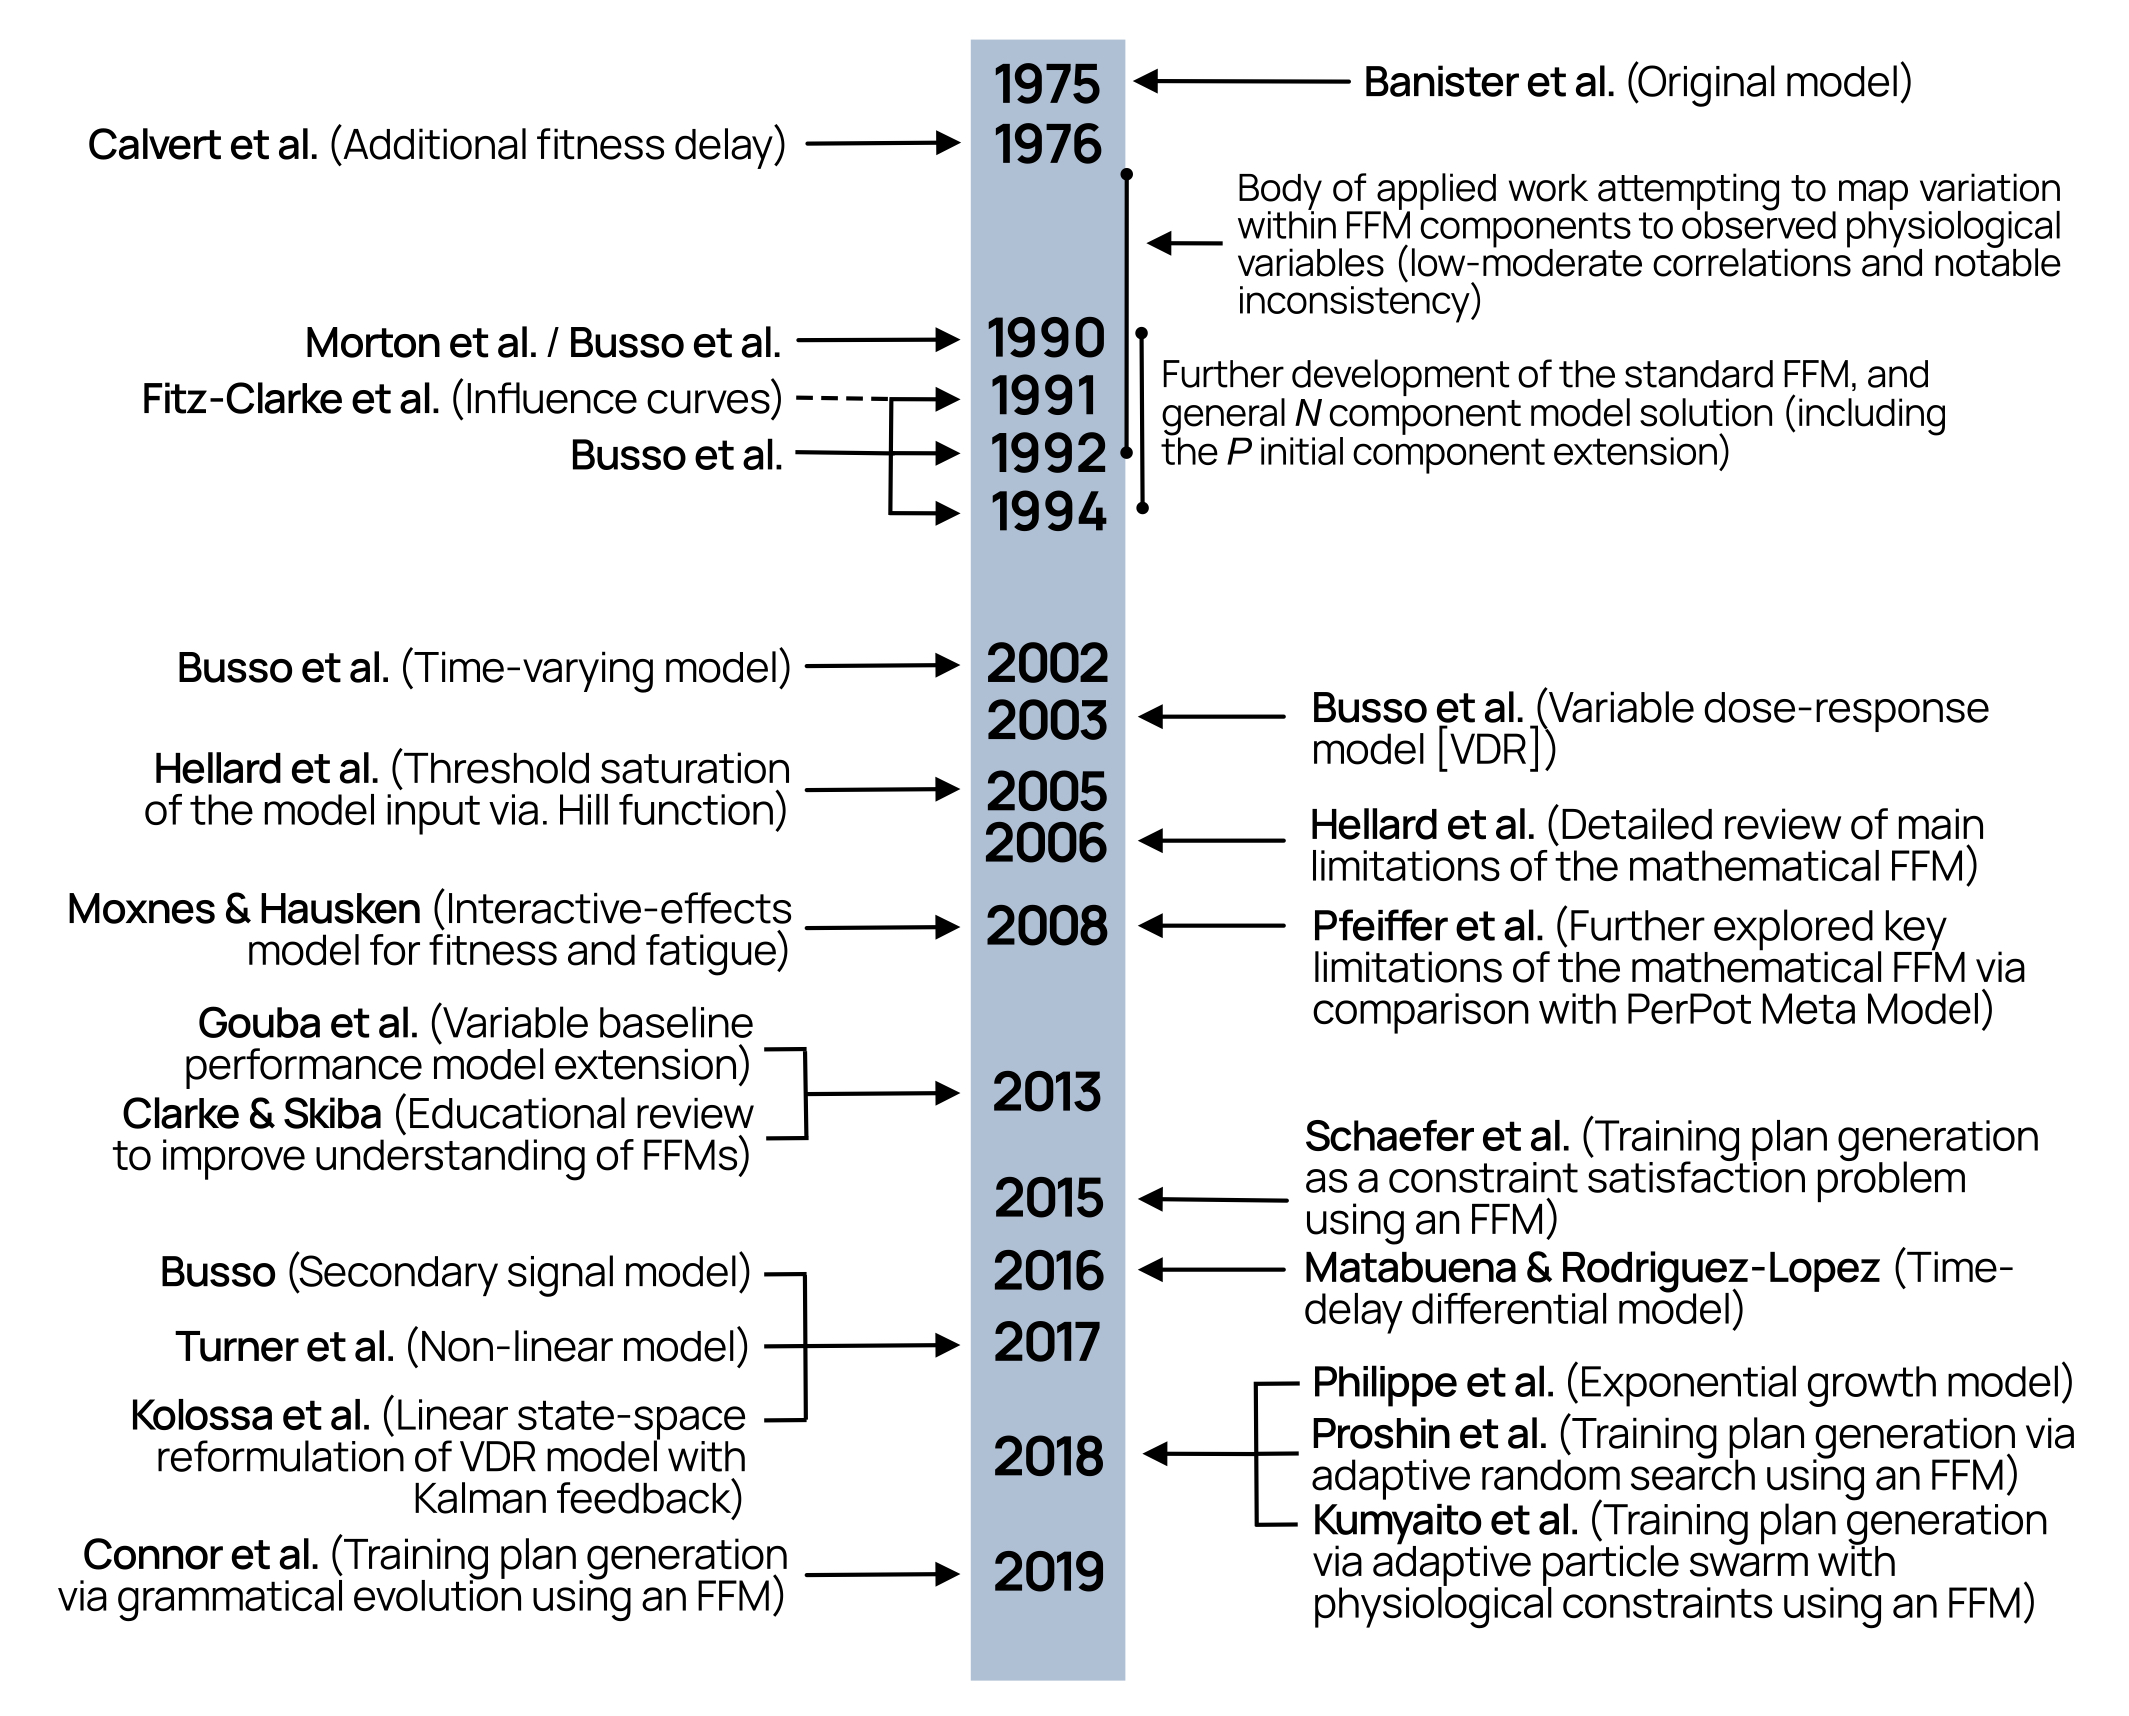 1975
Banister et al. (Original model)
Calvert et al. (Additional fitness delay)
1976
Body of applied work attempting to map variation
within FFM components to observed physiological
variables (low-moderate correlations and notable
inconsistency)
Morton et al. / Busso et al.
1990
Fitz-Clarke et al. (Influence curves)
1991
Further development of the standard FFM, and
general N component model solution (including
the P initial component extension)
Busso et al.
1992
1994
Busso et al. (Time-varying model)
2002
2003
Busso et al. (Variable dose-response
model [VDR])
Hellard et al. (Threshold saturation
of the model input via. Hill function)
2005
2006
Hellard et al. (Detailed review of main
limitations of the mathematical FFM)
Moxnes & Hausken (Interactive-effects
model for fitness and fatigue)
2008
Pfeiffer et al. (Further explored key
limitations of the mathematical FFM via
comparison with PerPot Meta Model)
Gouba et al. (Variable baseline
performance model extension)
Clarke & Skiba (Educational review
to improve understanding of FFMs)
2013
Schaefer et al. (Training plan generation
as a constraint satisfaction problem
using an FFM)
2015
Busso (Secondary signal model)
2016
Matabuena & Rodriguez-Lopez (Time-
delay differential model)
Turner et al. (Non-linear model)
2017
Kolossa et al. (Linear state-space
reformulation of VDR model with
Kalman feedback)
Philippe et al. (Exponential growth model)
Proshin et al. (Training plan generation via
adaptive random search using an FFM)
2018
Kumyaito et al. (Training plan generation
via adaptive particle swarm with
physiological constraints using an FFM)
Connor et al. (Training plan generation
via grammatical evolution using an FFM)
2019